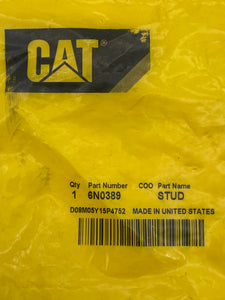 CAT
Qty Part Number COO Part Name
1 6N0389 STUD
D08M05Y15P4752 MADE IN UNITED STATES